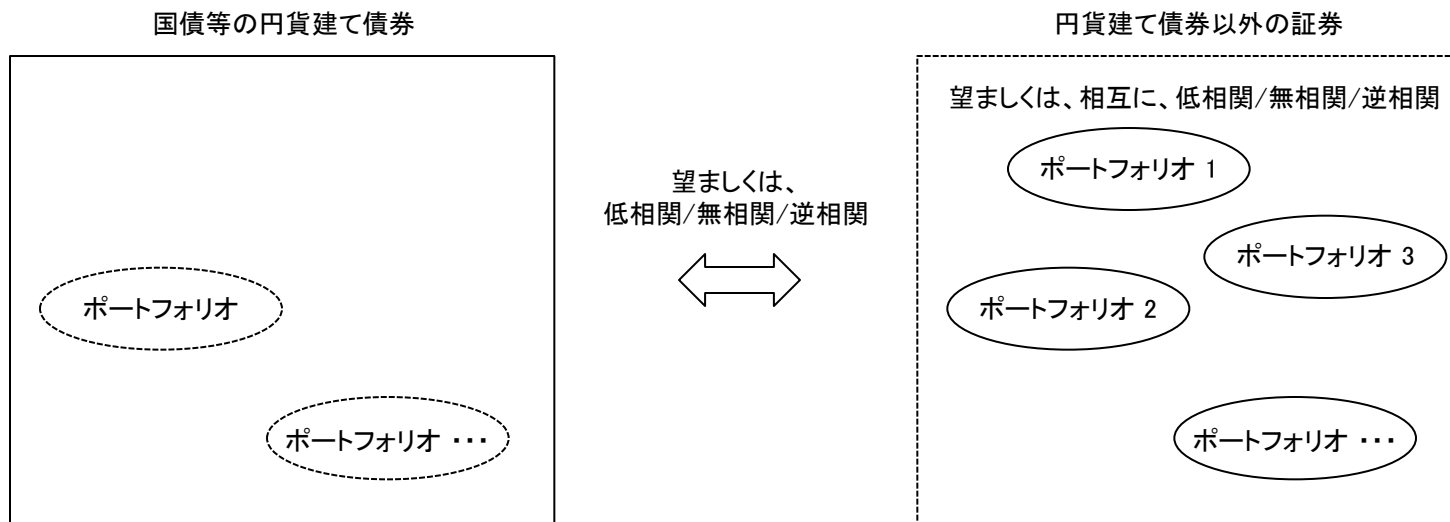 国債等の円貨建て債券
ポートフォリオ
ポートフォリオ ・・・
望ましくは、
低相関/無相関/逆相関
円貨建て債券以外の証券
望ましくは、相互に、低相関/無相関/逆相関
ポートフォリオ 1
ポートフォリオ 3
ポートフォリオ 2
ポートフォリオ ・・・